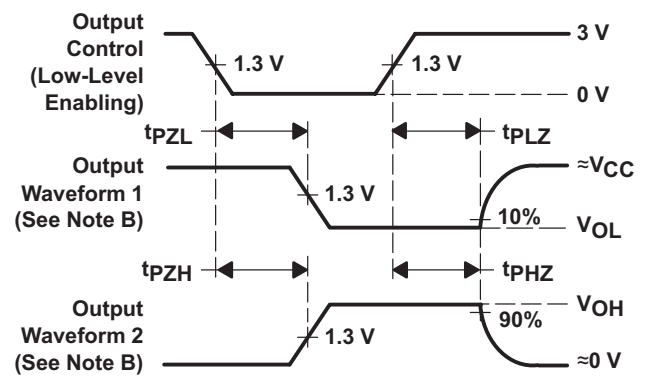 Output
Control
(Low-Level
Enabling)
1.3 V
1.3 V
3 V
0 V
tPZL
tPLZ
Output
Waveform 1
(See Note B)
1.3 V
10%
≈VCC
VOL
tPZH
tPHZ
Output
Waveform 2
(See Note B)
1.3 V
90%
VOH
≈0 V